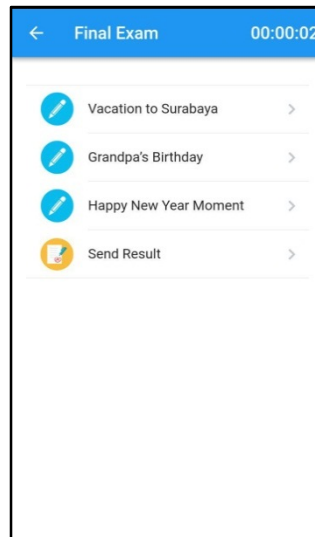 Final Exam 00:00:02
Vacation to Surabaya
Grandpa's Birthday
Happy New Year Moment
Send Result